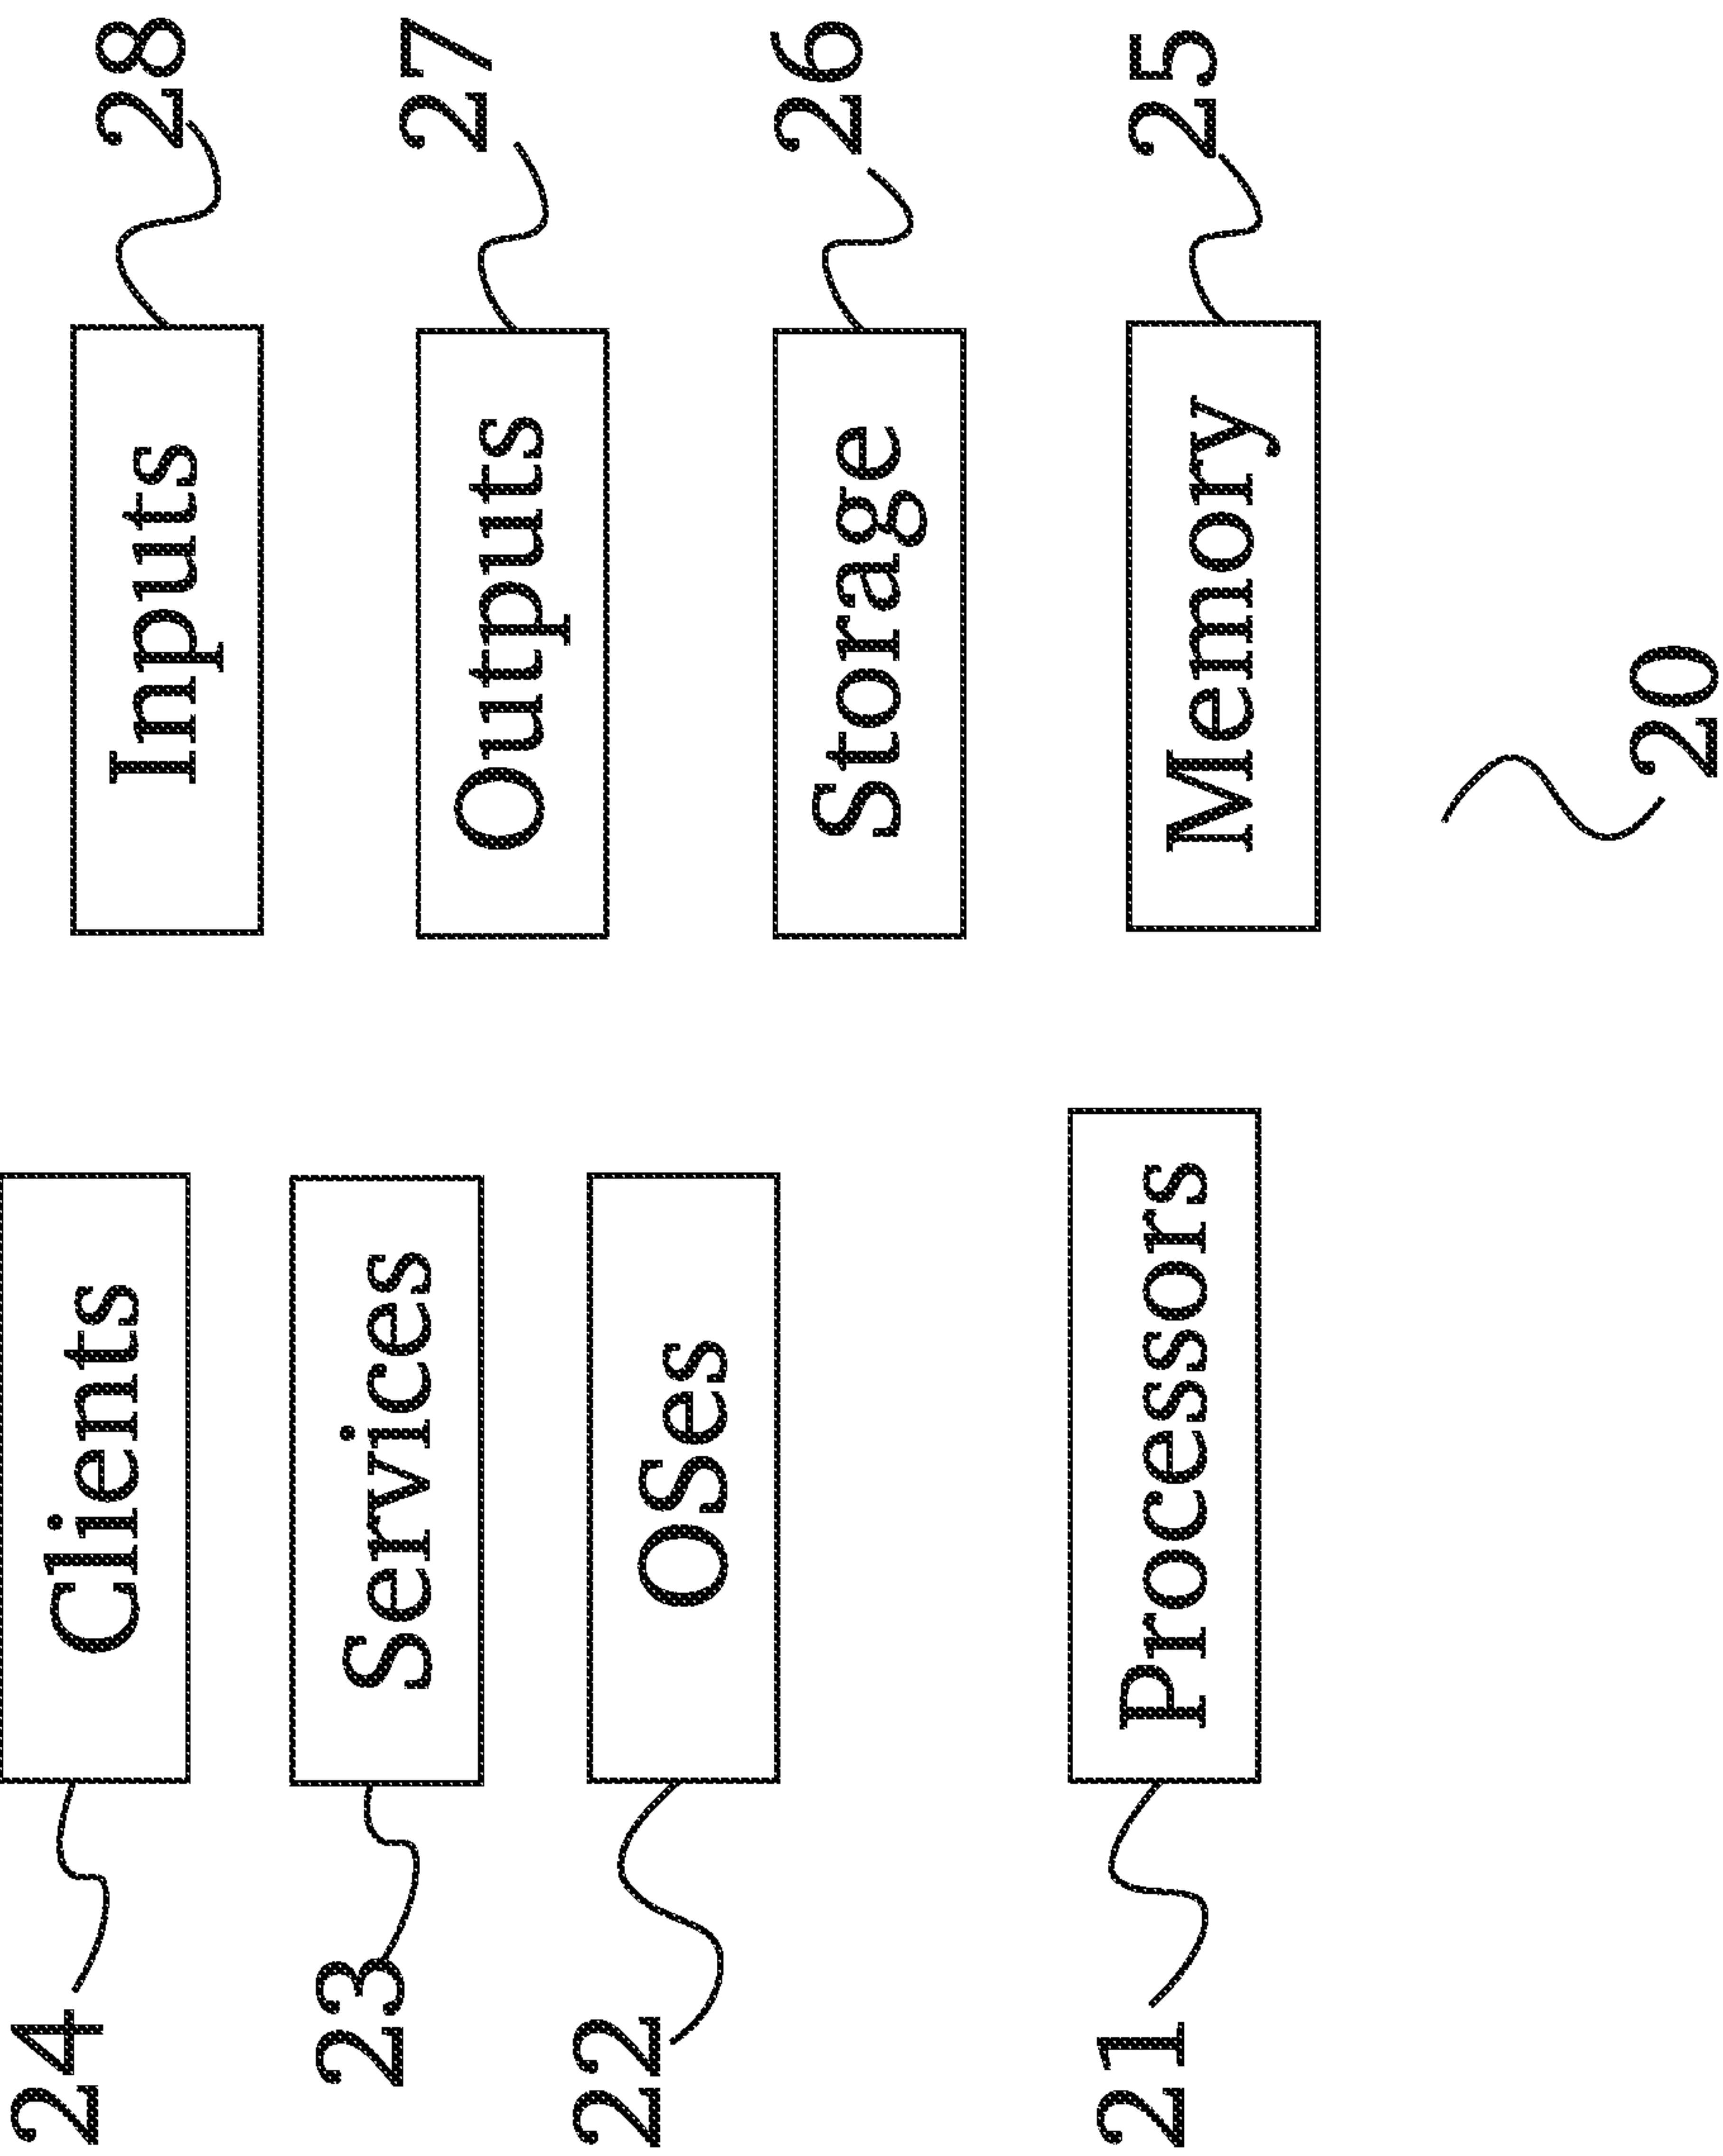 24 Clients Inputs 28
23 Services Outputs 27
22 OSes Storage 26
21 Processors Memory 25
20